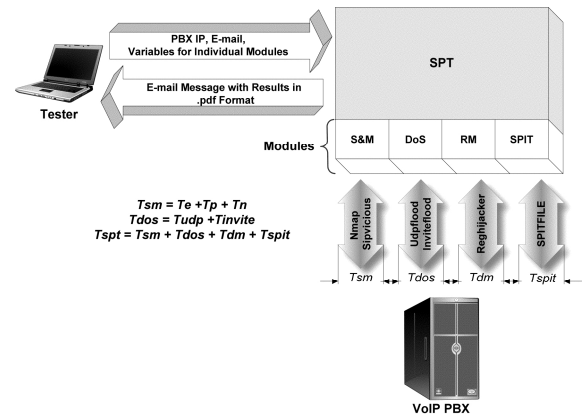 PBX IP, E-mail,
Variables for Individual Modules
SPT
E-mail Message with Results in
.pdf Format
Tester
Modules
S&M DoS RM SPIT
Tsm = Te +Tp + Tn
Tdos = Tudp +Tinvite
Tspt = Tsm + Tdos + Tdm + Tspit
Nmap
Sipvicious
Udpflood
Inviteflood
Reghijacker
SPITFILE
Tsm Tdos Tdm Tspit
VoIP PBX